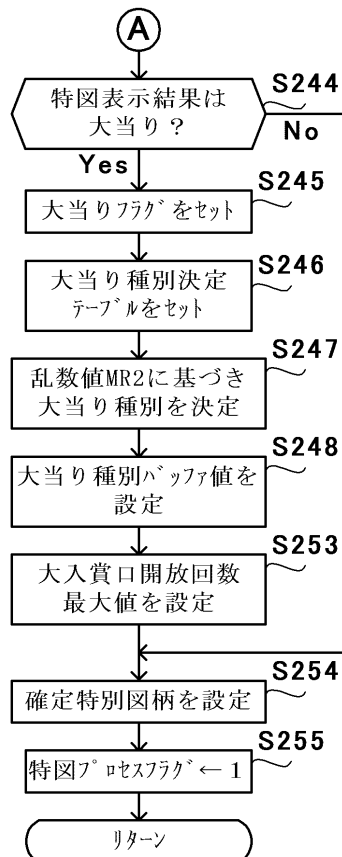 A
特図表示結果は
大当り？
S244
No
Yes
S245
大当りﾌﾗｸﾞをセット
S246
大当り種別決定
ﾃｰﾌﾞﾙをセット
S247
乱数値MR2に基づき
大当り種別を決定
S248
大当り種別ﾊﾞｯﾌｧ値を
設定
S253
大入賞口開放回数
最大値を設定
S254
確定特別図柄を設定
S255
特図ﾌﾟﾛｾｽﾌﾗｸﾞ←1
ﾘﾀｰﾝ